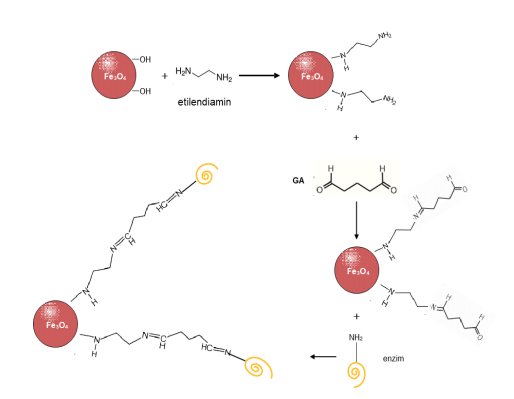 OH
Fe₃O₄
OH
+
H₂N
NH₂
etilendiamin
Fe₃O₄
N
H
NH₂
N
H
NH₂
+
GA
H
O
H
O
Fe₃O₄
N
H
N
H
H
O
N
H
N
H
H
O
+
NH₂
enzim
Fe₃O₄
N
H
N
C
H
HC
N
N
H
N
C
H
HC
N